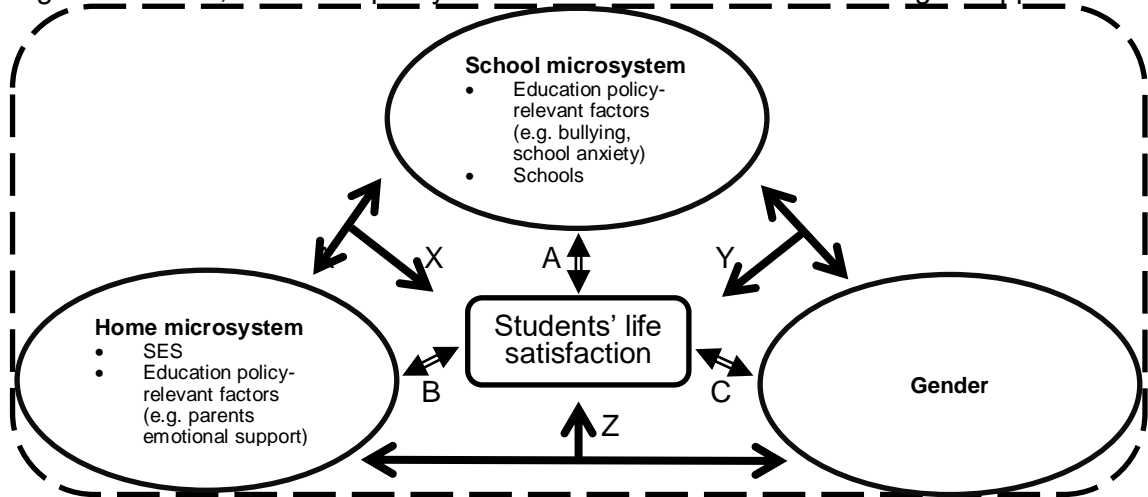 School microsystem
• Education policy-
relevant factors
(e.g. bullying,
school anxiety)
• Schools
X
A
Y
Home microsystem
• SES
• Education policy-
relevant factors
(e.g. parents
emotional support)
Students’ life
satisfaction
B
C
Gender
Z